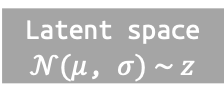 Latent space
𝒩(μ, σ) ~ z